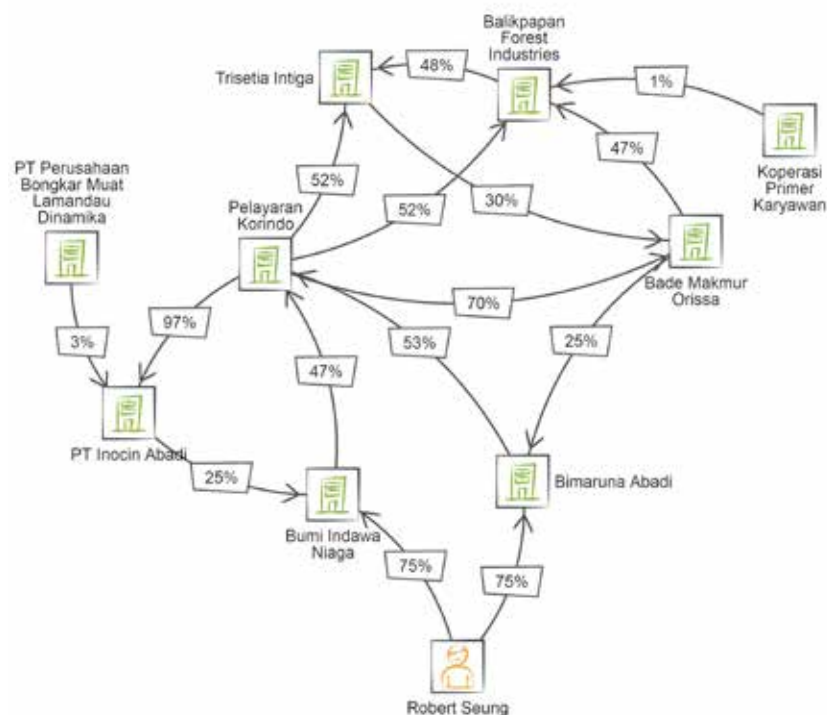 Balikpapan
Forest
Industries
Trisetia Intiga
48%
1%
47%
Koperasi
Primer
Karyawan
PT Perusahaan
Bongkar Muat
Lamandau
Dinamika
52%
Pelayaran
Korindo
52%
30%
Bade Makmur
Orissa
70%
97%
3%
53%
25%
47%
PT Inocin Abadi
25%
Bimaruna Abadi
Bumi Indawa
Niaga
75%
75%
Robert Seung